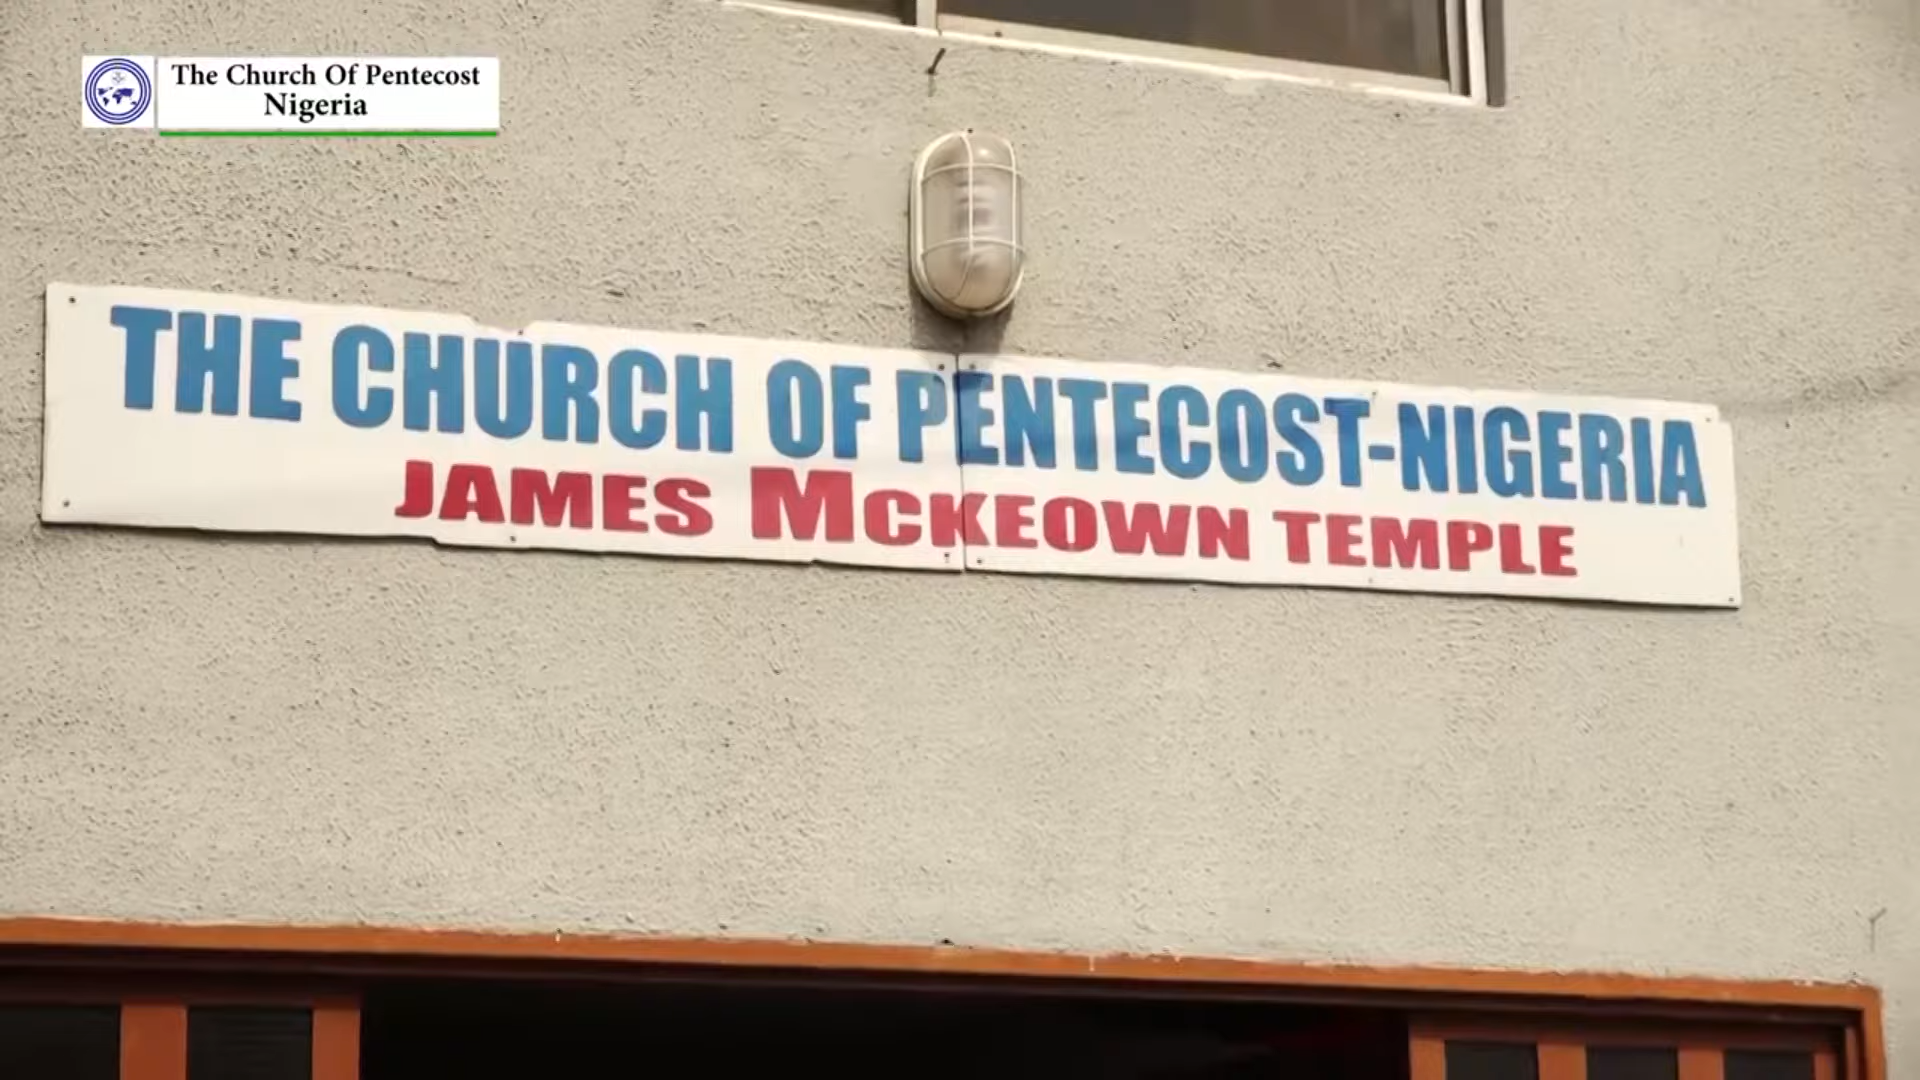 The Church Of Pentecost
Nigeria
THE CHURCH OF PENTECOST-NIGERIA
JAMES MCKEOWN TEMPLE